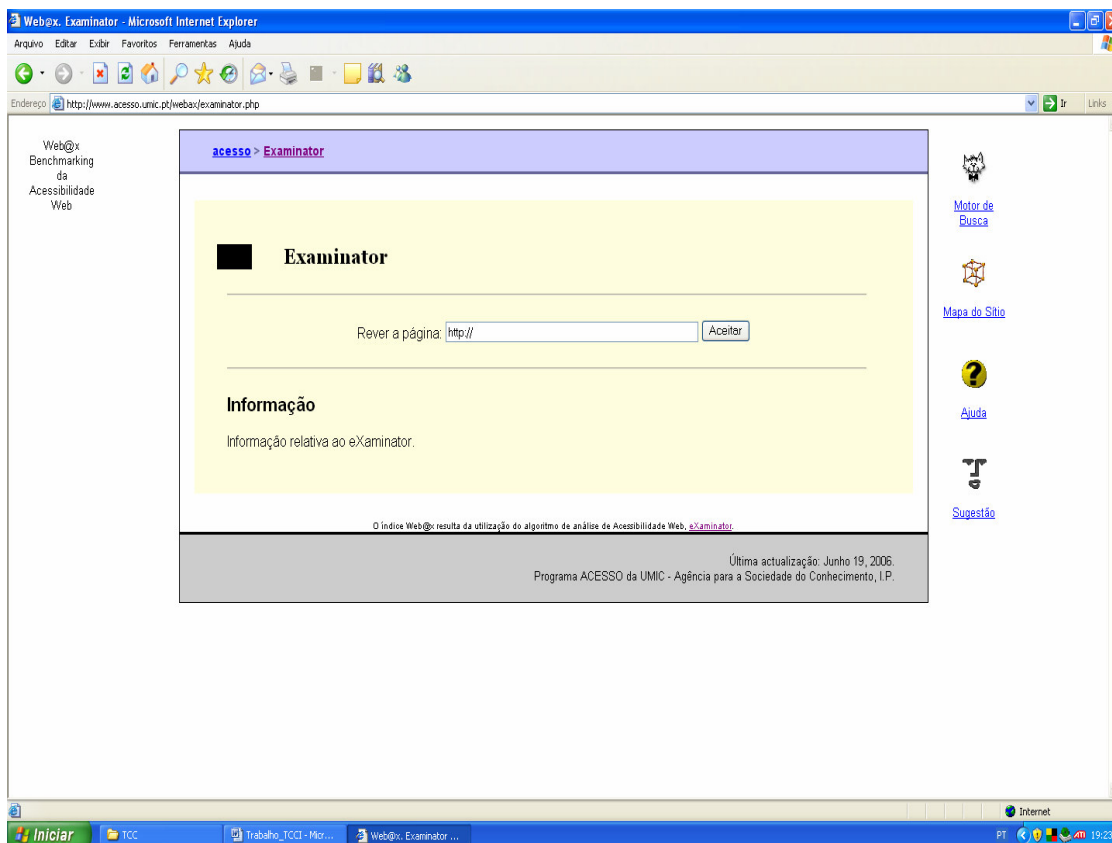 Web@x. Examinator - Microsoft Internet Explorer
Arquivo Editar Exibir Favoritos Ferramentas Ajuda
Endereço http://www.acesso.umic.pt/webax/examinator.php Ir Links
Web@x
Benchmarking
da
Acessibilidade
Web
acesso > Examinator
Motor de
Busca
Mapa do Sítio
Ajuda
Sugestão
Examinator
Rever a página: http:// Aceitar
Informação
Informação relativa ao eXaminator.
O índice Web@x resulta da utilização do algoritmo de análise de Acessibilidade Web, eXaminator.
Última actualização: Junho 19, 2006.
Programa ACESSO da UMIC - Agência para a Sociedade do Conhecimento, I.P.
Internet
Iniciar TCC Trabalho_TCCI - Micr... Web@x. Examinator ... PT ATI 19:23